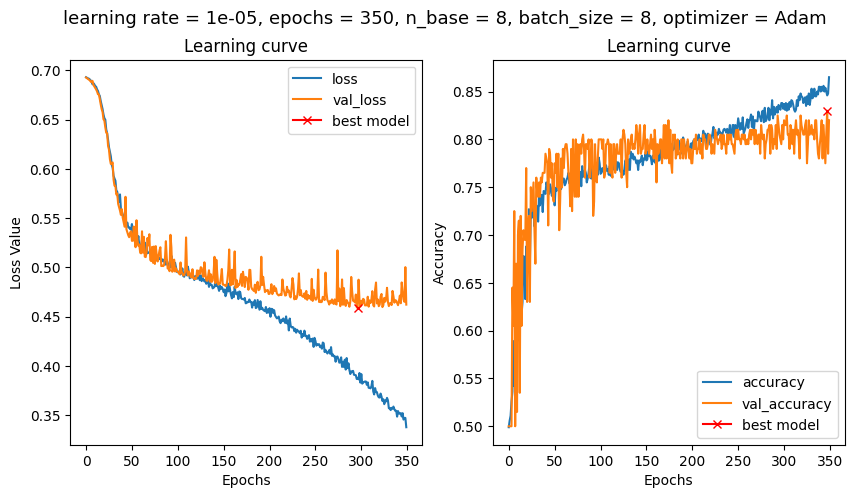 learning rate = 1e-05, epochs = 350, n_base = 8, batch_size = 8, optimizer = Adam
Learning curve
0.70
0.65
0.60
0.55
0.50
0.45
0.40
0.35
Loss Value
loss
val_loss
best model
0 50 100 150 200 250 300 350
Epochs
Learning curve
0.85
0.80
0.75
0.70
0.65
0.60
0.55
0.50
Accuracy
accuracy
val_accuracy
best model
0 50 100 150 200 250 300 350
Epochs